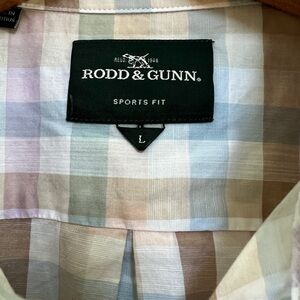 RODD & GUNN®
SPORTS FIT
L